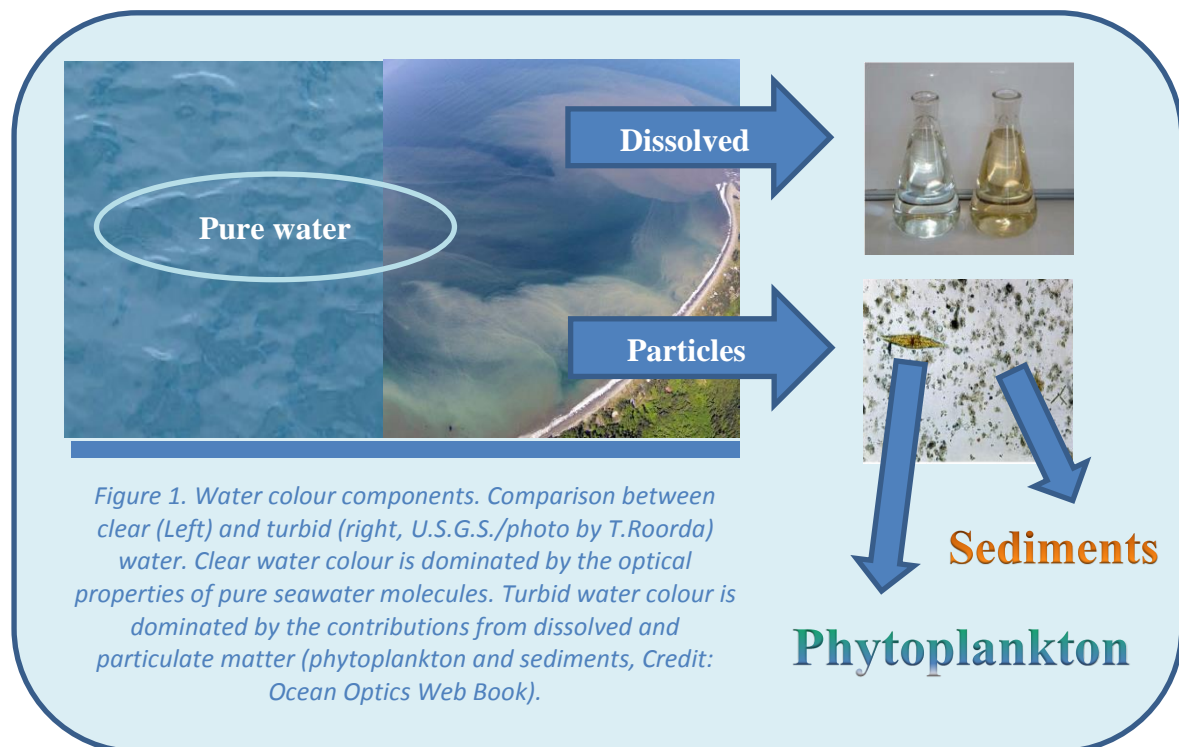 Dissolved
Pure water
Particles
Figure 1. Water colour components. Comparison between
clear (Left) and turbid (right, U.S.G.S./photo by T.Roorda)
water. Clear water colour is dominated by the optical
properties of pure seawater molecules. Turbid water colour is
dominated by the contributions from dissolved and
particulate matter (phytoplankton and sediments, Credit:
Ocean Optics Web Book).
Sediments
Phytoplankton